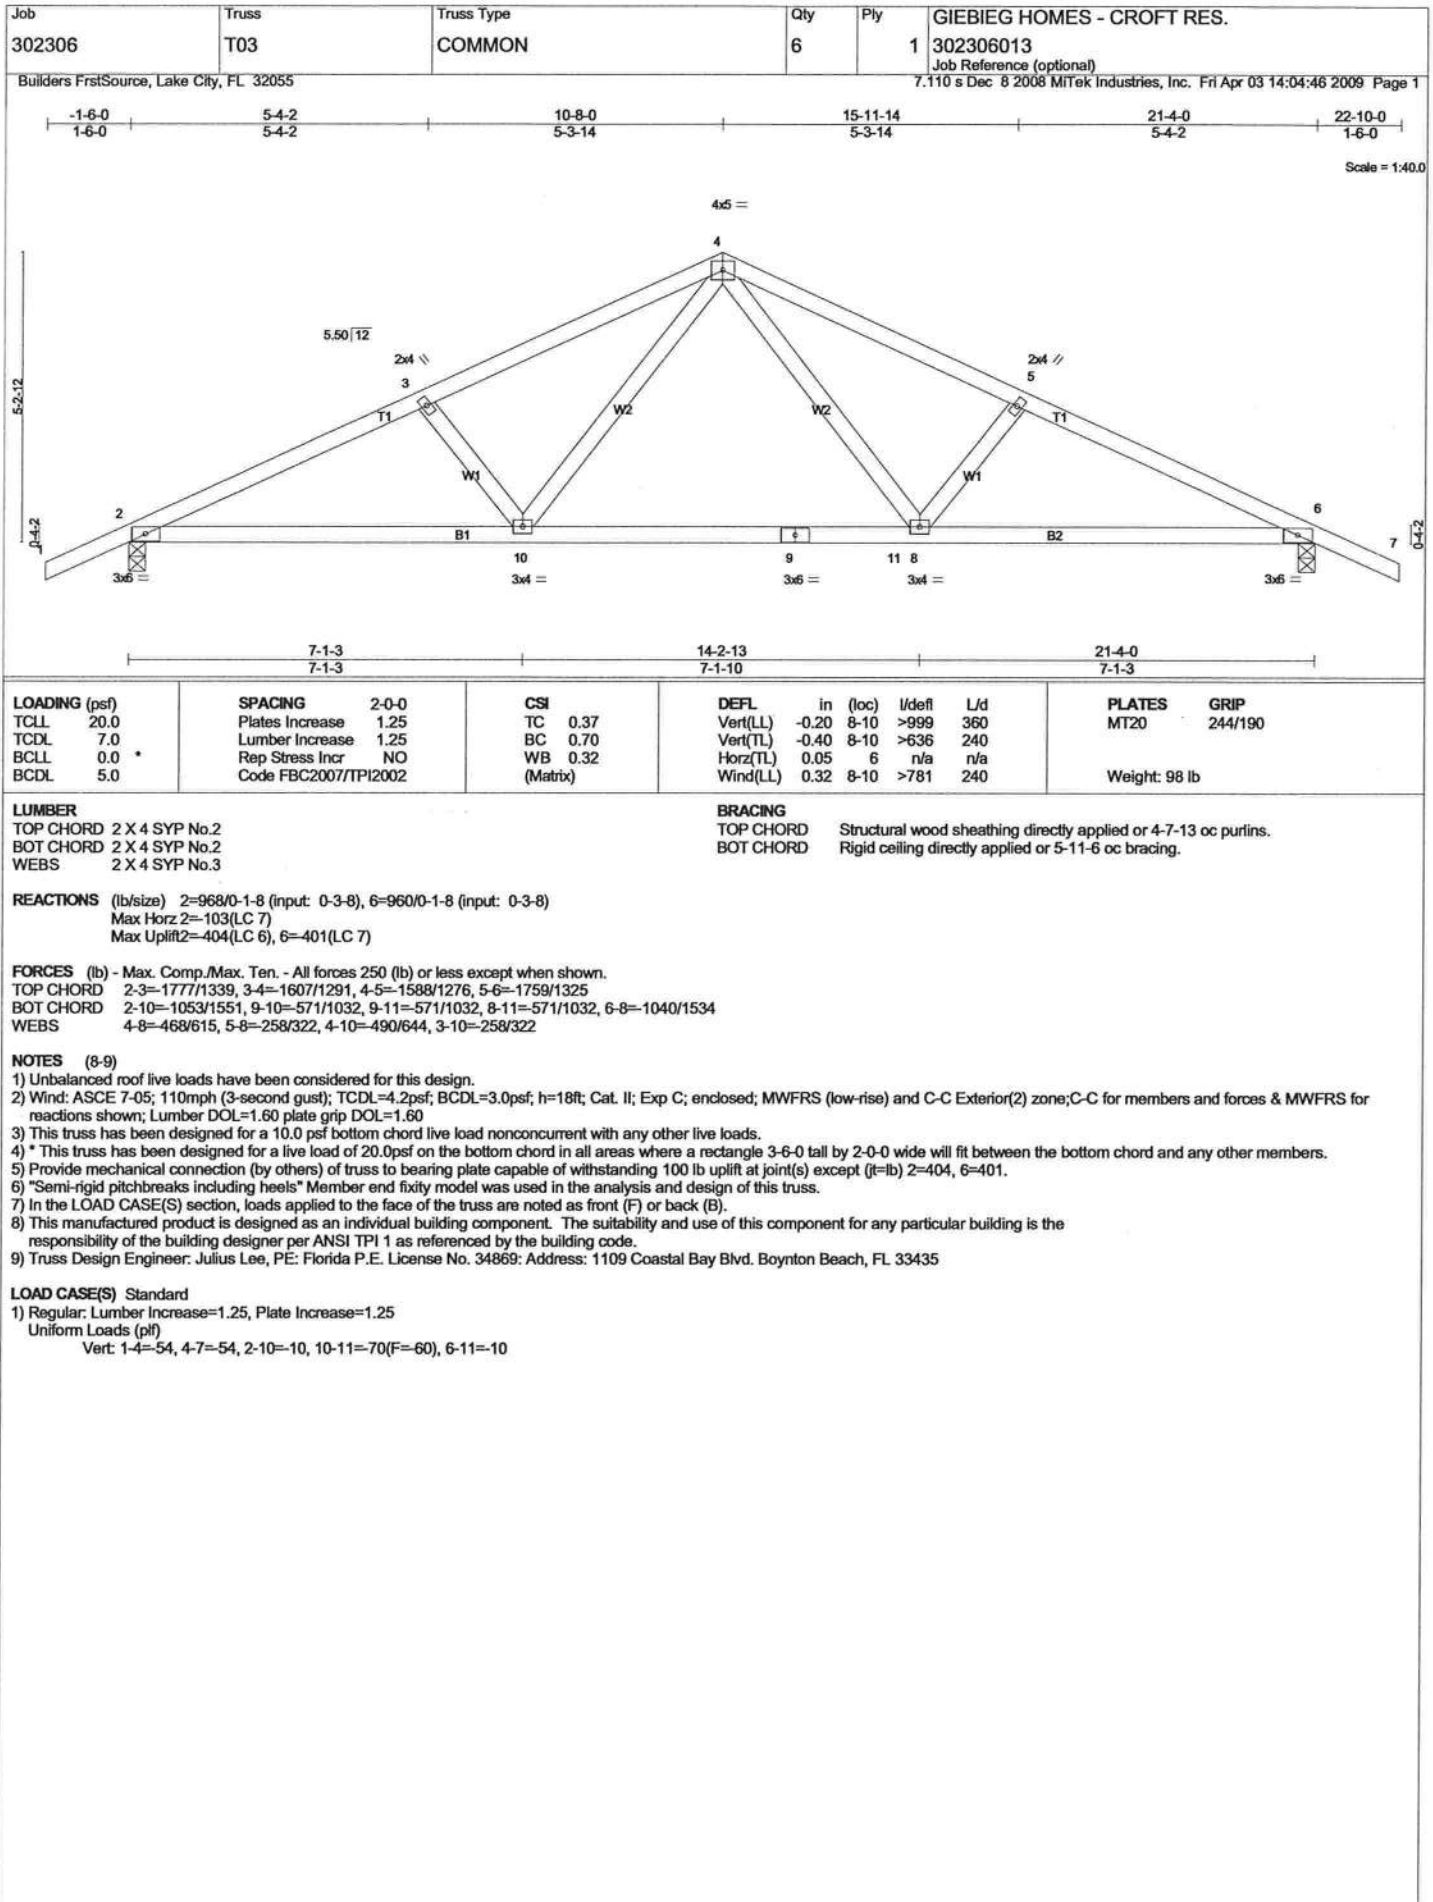 Job Truss Truss Type Qty Ply GIEBIEG HOMES - CROFT RES.
302306 T03 COMMON 6 1 302306013
Job Reference (optional)
Builders FrstSource, Lake City, FL 32055 7.110 s Dec 8 2008 MiTek Industries, Inc. Fri Apr 03 14:04:46 2009 Page 1
-1-6-0 5-4-2 10-8-0 15-11-14 21-4-0 22-10-0
1-6-0 5-4-2 5-3-14 5-3-14 5-4-2 1-6-0
Scale = 1:40.0
4x5 =
4
5.50 12
2x4 \\ 2x4 //
3 5
5-2-12
T1 W2 W2 T1
W1 W1
2 6
0-4-2 B1 B2 7 0-4-2
10 9 11 8
3x6 = 3x4 = 3x6 = 3x4 = 3x6 =
7-1-3 14-2-13 21-4-0
7-1-3 7-1-10 7-1-3
LOADING (psf) SPACING 2-0-0 CSI DEFL in (loc) l/defl L/d PLATES GRIP
TCLL 20.0 Plates Increase 1.25 TC 0.37 Vert(LL) -0.20 8-10 >999 360 MT20 244/190
TCDL 7.0 Lumber Increase 1.25 BC 0.70 Vert(TL) -0.40 8-10 >636 240
BCLL 0.0 * Rep Stress Incr NO WB 0.32 Horz(TL) 0.05 6 n/a n/a
BCDL 5.0 Code FBC2007/TPI2002 (Matrix) Wind(LL) 0.32 8-10 >781 240 Weight: 98 lb
LUMBER BRACING
TOP CHORD 2 X 4 SYP No.2 TOP CHORD Structural wood sheathing directly applied or 4-7-13 oc purlins.
BOT CHORD 2 X 4 SYP No.2 BOT CHORD Rigid ceiling directly applied or 5-11-6 oc bracing.
WEBS 2 X 4 SYP No.3
REACTIONS (lb/size) 2=968/0-1-8 (input: 0-3-8), 6=960/0-1-8 (input: 0-3-8)
Max Horz 2=-103(LC 7)
Max Uplift2=-404(LC 6), 6=-401(LC 7)
FORCES (lb) - Max. Comp./Max. Ten. - All forces 250 (lb) or less except when shown.
TOP CHORD 2-3=-1777/1339, 3-4=-1607/1291, 4-5=-1588/1276, 5-6=-1759/1325
BOT CHORD 2-10=-1053/1551, 9-10=-571/1032, 9-11=-571/1032, 8-11=-571/1032, 6-8=-1040/1534
WEBS 4-8=-468/615, 5-8=-258/322, 4-10=-490/644, 3-10=-258/322
NOTES (8-9)
1) Unbalanced roof live loads have been considered for this design.
2) Wind: ASCE 7-05; 110mph (3-second gust); TCDL=4.2psf; BCDL=3.0psf; h=18ft; Cat. II; Exp C; enclosed; MWFRS (low-rise) and C-C Exterior(2) zone;C-C for members and forces & MWFRS for
reactions shown; Lumber DOL=1.60 plate grip DOL=1.60
3) This truss has been designed for a 10.0 psf bottom chord live load nonconcurrent with any other live loads.
4) * This truss has been designed for a live load of 20.0psf on the bottom chord in all areas where a rectangle 3-6-0 tall by 2-0-0 wide will fit between the bottom chord and any other members.
5) Provide mechanical connection (by others) of truss to bearing plate capable of withstanding 100 lb uplift at joint(s) except (jt=lb) 2=404, 6=401.
6) "Semi-rigid pitchbreaks including heels" Member end fixity model was used in the analysis and design of this truss.
7) In the LOAD CASE(S) section, loads applied to the face of the truss are noted as front (F) or back (B).
8) This manufactured product is designed as an individual building component. The suitability and use of this component for any particular building is the
responsibility of the building designer per ANSI TPI 1 as referenced by the building code.
9) Truss Design Engineer: Julius Lee, PE: Florida P.E. License No. 34869: Address: 1109 Coastal Bay Blvd. Boynton Beach, FL 33435
LOAD CASE(S) Standard
1) Regular: Lumber Increase=1.25, Plate Increase=1.25
Uniform Loads (plf)
Vert: 1-4=-54, 4-7=-54, 2-10=-10, 10-11=-70(F=-60), 6-11=-10